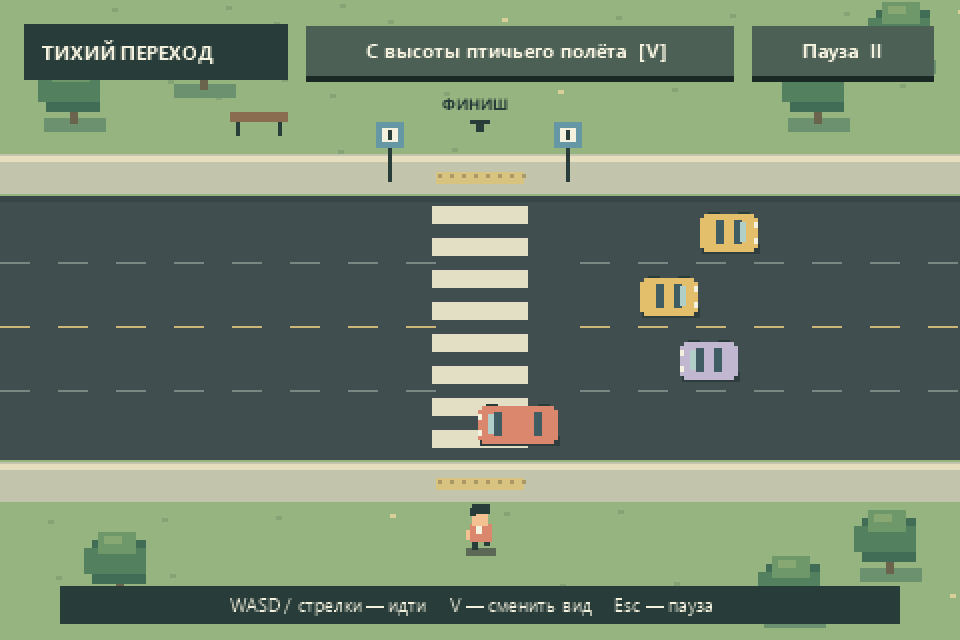 ТИХИЙ ПЕРЕХОД
С высоты птичьего полёта [V]
Пауза II
ФИНИШ
WASD / стрелки — идти V — сменить вид Esc — пауза